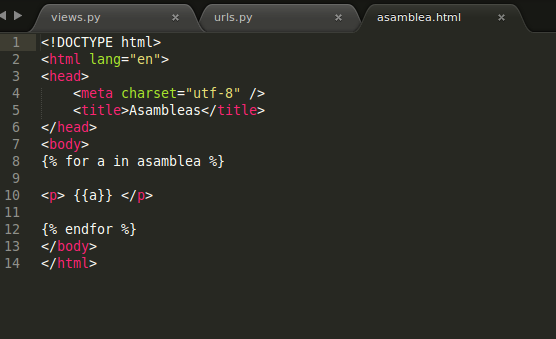 views.py × urls.py × asamblea.html ×
1 <!DOCTYPE html>
2 <html lang="en">
3 <head>
4     <meta charset="utf-8" />
5     <title>Asambleas</title>
6 </head>
7 <body>
8 {% for a in asamblea %}
9
10 <p> {{a}} </p>
11
12 {% endfor %}
13 </body>
14 </html>